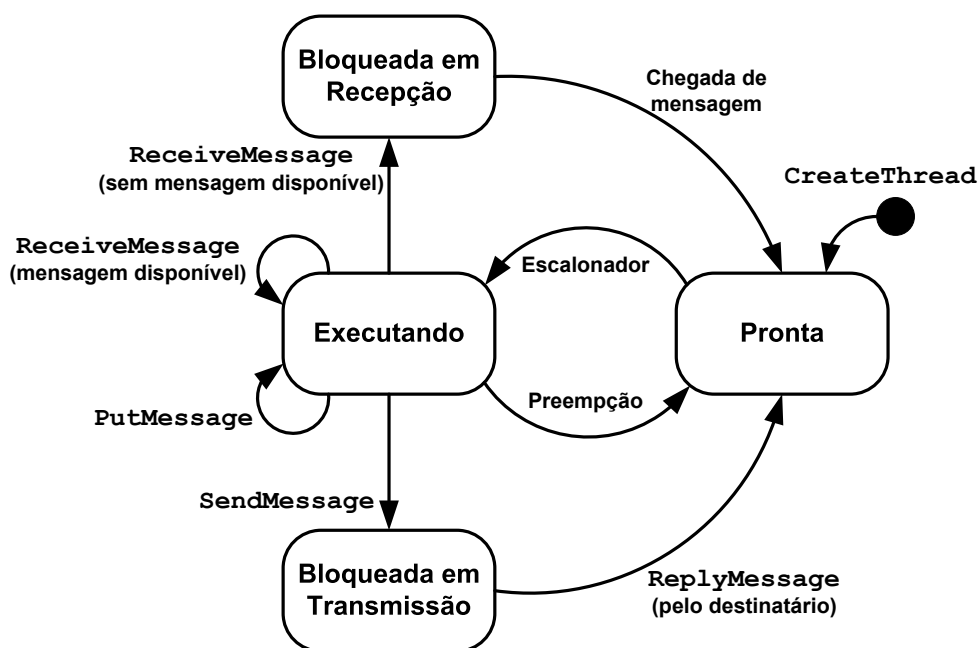 Bloqueada em
Recepção
Chegada de
mensagem
ReceiveMessage
(sem mensagem disponível)
CreateThread
ReceiveMessage
(mensagem disponível)
Escalonador
Executando
Pronta
Preempção
PutMessage
SendMessage
Bloqueada em
Transmissão
ReplyMessage
(pelo destinatário)